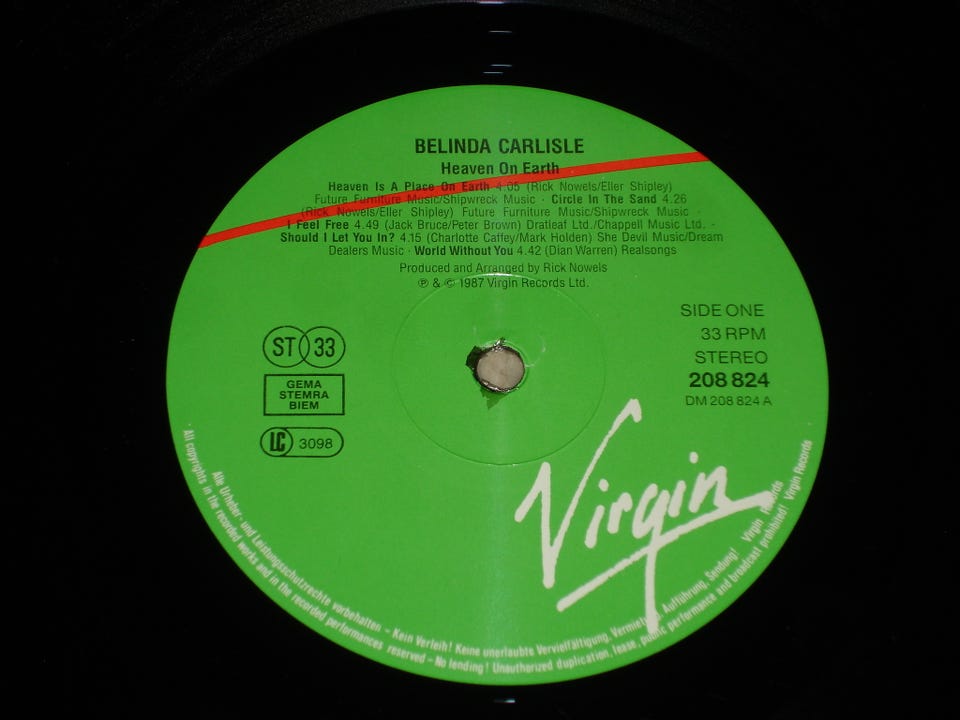 BELINDA CARLISLE
Heaven On Earth
Heaven Is A Place On Earth 4.05 (Rick Nowels/Eller Shipley)
Future Furniture Music/Shipwreck Music · Circle In The Sand 4.26
(Rick Nowels/Eller Shipley) Future Furniture Music/Shipwreck Music ·
I Feel Free 4.49 (Jack Bruce/Peter Brown) Dratleaf Ltd./Chappell Music Ltd. ·
Should I Let You In? 4.15 (Charlotte Caffey/Mark Holden) She Devil Music/Dream
Dealers Music · World Without You 4.42 (Dian Warren) Realsongs
Produced and Arranged by Rick Nowels
℗ & © 1987 Virgin Records Ltd.
SIDE ONE
33 RPM
STEREO
208 824
DM 208 824 A
ST 33
GEMA
STEMRA
BIEM
LC 3098
Virgin
Alle Urheber- und Leistungsschutzrechte vorbehalten – Kein Verleih! Keine unerlaubte Vervielfältigung, Vermietung, Aufführung, Sendung! Virgin Records
· All copyrights in the recorded works and in the recorded performances reserved – No lending! Unauthorized duplication, lease, public performance and broadcast prohibited! Virgin Records